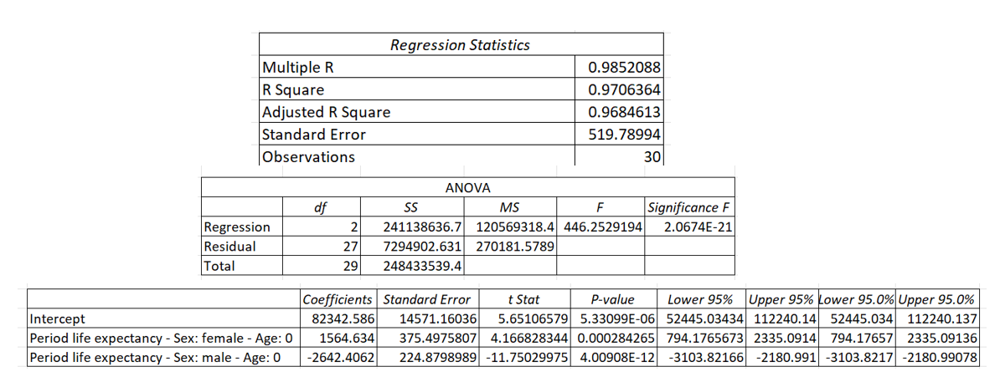 Regression Statistics
Multiple R 0.9852088
R Square 0.9706364
Adjusted R Square 0.9684613
Standard Error 519.78994
Observations 30
ANOVA
df SS MS F Significance F
Regression 2 241138636.7 120569318.4 446.2529194 2.0674E-21
Residual 27 7294902.631 270181.5789
Total 29 248433539.4
Coefficients Standard Error t Stat P-value Lower 95% Upper 95% Lower 95.0% Upper 95.0%
Intercept 82342.586 14571.16036 5.65106579 5.33099E-06 52445.03434 112240.14 52445.034 112240.137
Period life expectancy - Sex: female - Age: 0 1564.634 375.4975807 4.166828344 0.000284265 794.1765673 2335.0914 794.17657 2335.09136
Period life expectancy - Sex: male - Age: 0 -2642.4062 224.8798989 -11.75029975 4.00908E-12 -3103.82166 -2180.991 -3103.8217 -2180.99078